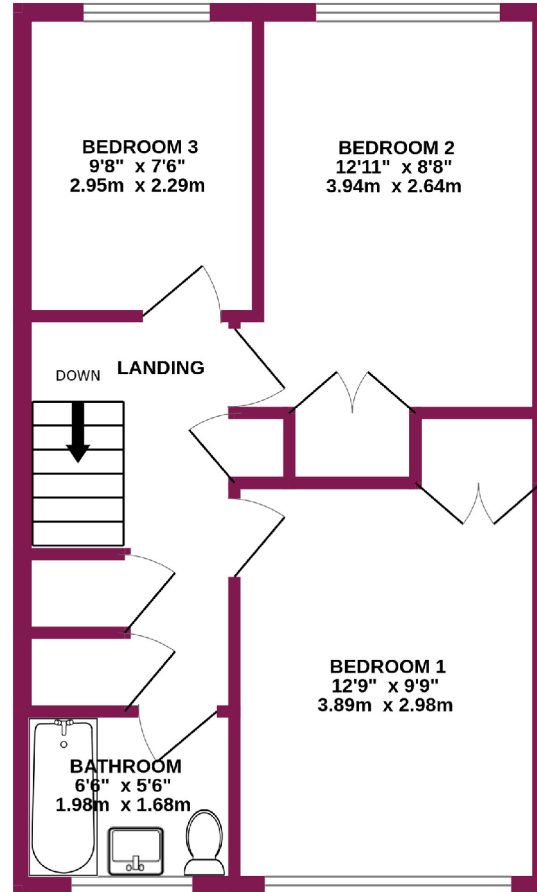 BEDROOM 3
9'8" x 7'6"
2.95m x 2.29m
BEDROOM 2
12'11" x 8'8"
3.94m x 2.64m
DOWN
LANDING
BEDROOM 1
12'9" x 9'9"
3.89m x 2.98m
BATHROOM
6'6" x 5'6"
1.98m x 1.68m